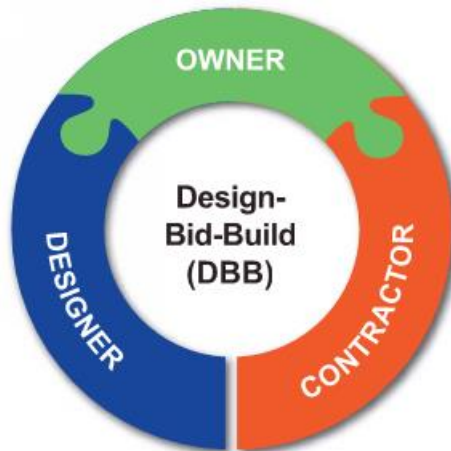 OWNER
Design-
Bid-Build
(DBB)
DESIGNER
CONTRACTOR